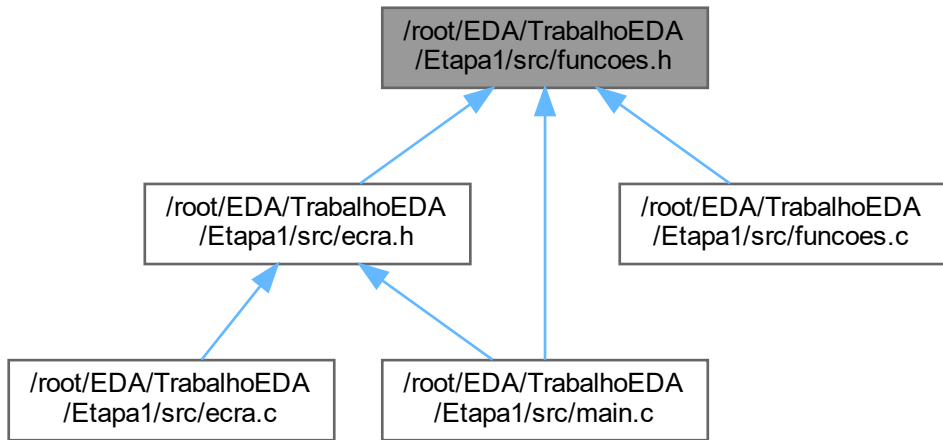 /root/EDA/TrabalhoEDA
/Etapa1/src/funcoes.h
/root/EDA/TrabalhoEDA
/Etapa1/src/ecra.h
/root/EDA/TrabalhoEDA
/Etapa1/src/funcoes.c
/root/EDA/TrabalhoEDA
/Etapa1/src/ecra.c
/root/EDA/TrabalhoEDA
/Etapa1/src/main.c